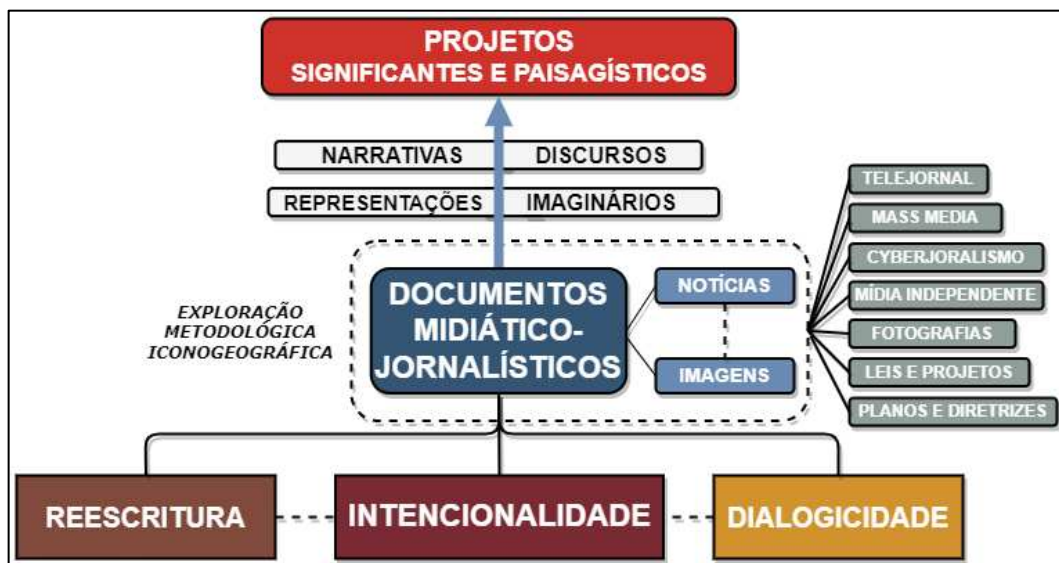 PROJETOS
SIGNIFICANTES E PAISAGÍSTICOS
NARRATIVAS DISCURSOS
REPRESENTAÇÕES IMAGINÁRIOS
EXPLORAÇÃO
METODOLÓGICA
ICONOGEOGRÁFICA
DOCUMENTOS
MIDIÁTICO-
JORNALÍSTICOS
NOTÍCIAS
IMAGENS
TELEJORNAL
MASS MEDIA
CYBERJORALISMO
MÍDIA INDEPENDENTE
FOTOGRAFIAS
LEIS E PROJETOS
PLANOS E DIRETRIZES
REESCRITURA
INTENCIONALIDADE
DIALOGICIDADE